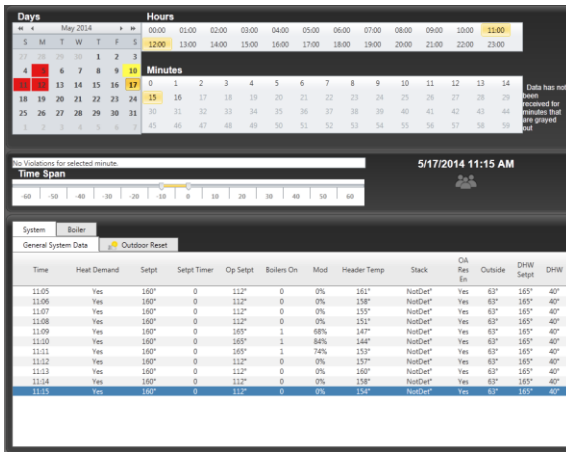 Days
Hours
May 2014
00:00 01:00 02:00 03:00 04:00 05:00 06:00 07:00 08:00 09:00 10:00 11:00
S M T W T F S
12:00 13:00 14:00 15:00 16:00 17:00 18:00 19:00 20:00 21:00 22:00 23:00
27 28 29 30 1 2 3
4 5 6 7 8 9 10
Minutes
11 12 13 14 15 16 17
0 1 2 3 4 5 6 7 8 9 10 11 12 13 14
18 19 20 21 22 23 24
15 16 17 18 19 20 21 22 23 24 25 26 27 28 29
25 26 27 28 29 30 31
30 31 32 33 34 35 36 37 38 39 40 41 42 43 44
1 2 3 4 5 6 7
45 46 47 48 49 50 51 52 53 54 55 56 57 58 59
Data has not
been
received for
minutes that
are grayed
out
No Violations for selected minute.
5/17/2014 11:15 AM
Time Span
-60 -50 -40 -30 -20 -10 0 10 20 30 40 50 60
System Boiler
General System Data Outdoor Reset
Time Heat Demand Setpt Setpt Timer Op Setpt Boilers On Mod Header Temp Stack OA Res En Outside DHW Setpt DHW
11:05 Yes 160° 0 112° 0 0% 161° NotDet° Yes 63° 165° 40°
11:06 Yes 160° 0 112° 0 0% 158° NotDet° Yes 63° 165° 40°
11:07 Yes 160° 0 112° 0 0% 155° NotDet° Yes 63° 165° 40°
11:08 Yes 160° 0 112° 0 0% 151° NotDet° Yes 63° 165° 40°
11:09 Yes 160° 0 165° 1 68% 147° NotDet° Yes 63° 165° 40°
11:10 Yes 160° 0 165° 1 84% 144° NotDet° Yes 63° 165° 40°
11:11 Yes 160° 0 165° 1 74% 153° NotDet° Yes 63° 165° 40°
11:12 Yes 160° 0 112° 0 0% 157° NotDet° Yes 63° 165° 40°
11:13 Yes 160° 0 112° 0 0% 160° NotDet° Yes 63° 165° 40°
11:14 Yes 160° 0 112° 0 0% 158° NotDet° Yes 63° 165° 40°
11:15 Yes 160° 0 112° 0 0% 154° NotDet° Yes 63° 165° 40°